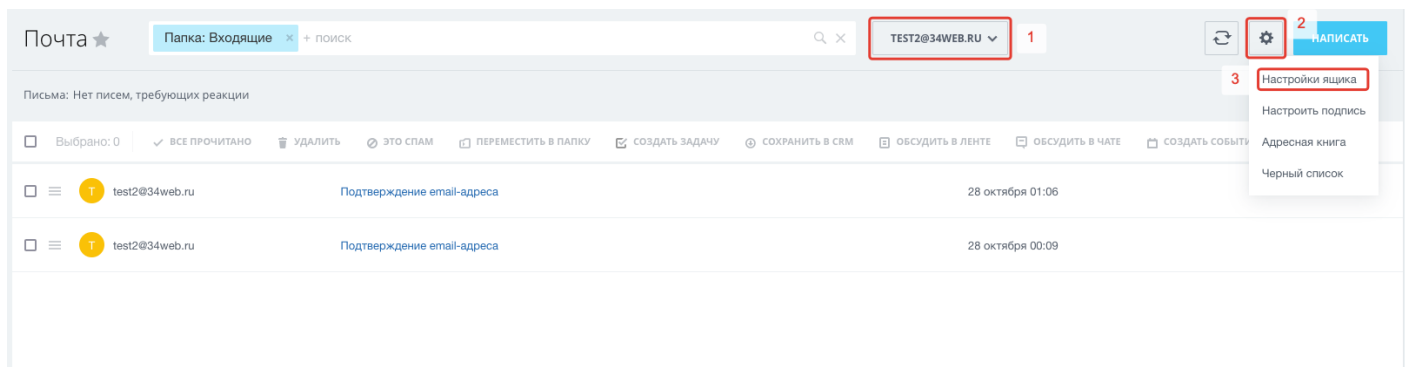 Почта ★ Папка: Входящие × + поиск TEST2@34WEB.RU 1 2 НАПИСАТЬ
3 Настройки ящика
Письма: Нет писем, требующих реакции
Настроить подпись
Выбрано: 0 ВСЕ ПРОЧИТАНО УДАЛИТЬ ЭТО СПАМ ПЕРЕМЕСТИТЬ В ПАПКУ СОЗДАТЬ ЗАДАЧУ СОХРАНИТЬ В CRM ОБСУДИТЬ В ЛЕНТЕ ОБСУДИТЬ В ЧАТЕ СОЗДАТЬ СОБЫТИ
Адресная книга
Черный список
T test2@34web.ru Подтверждение email-адреса 28 октября 01:06
T test2@34web.ru Подтверждение email-адреса 28 октября 00:09